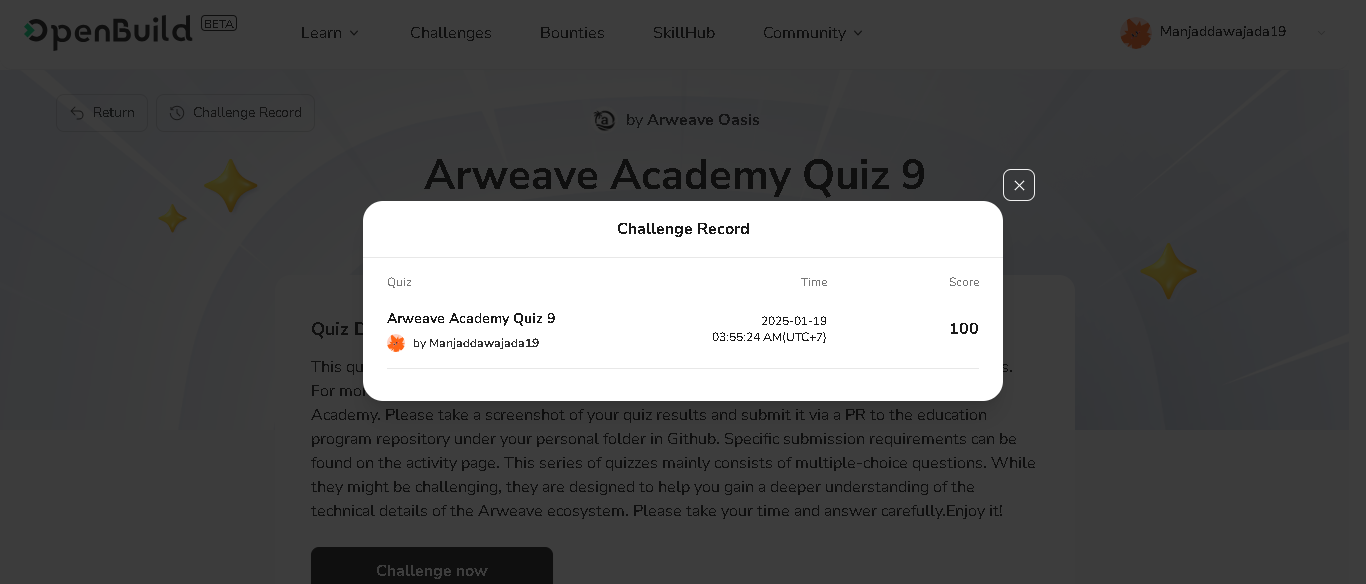 OpenBuild BETA Learn Challenges Bounties SkillHub Community Manjaddawajada19
Return Challenge Record
by Arweave Oasis
Arweave Academy Quiz 9
Challenge Record
Quiz Time Score
Arweave Academy Quiz 9
by Manjaddawajada19
2025-01-19
03:55:24 AM(UTC+7)
100
Quiz D
This qu s.
For mor
Academy. Please take a screenshot of your quiz results and submit it via a PR to the education
program repository under your personal folder in Github. Specific submission requirements can be
found on the activity page. This series of quizzes mainly consists of multiple-choice questions. While
they might be challenging, they are designed to help you gain a deeper understanding of the
technical details of the Arweave ecosystem. Please take your time and answer carefully.Enjoy it!
Challenge now